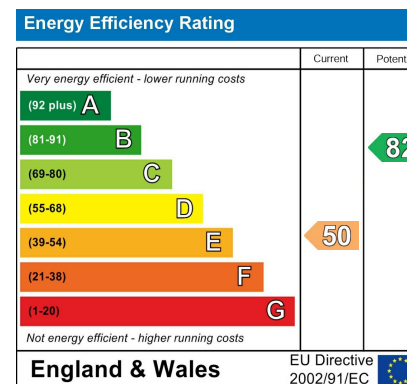 Energy Efficiency Rating
Current Potent
Very energy efficient - lower running costs
(92 plus) A
(81-91) B
82
(69-80) C
(55-68) D
(39-54) E
50
(21-38) F
(1-20) G
Not energy efficient - higher running costs
England & Wales
EU Directive
2002/91/EC